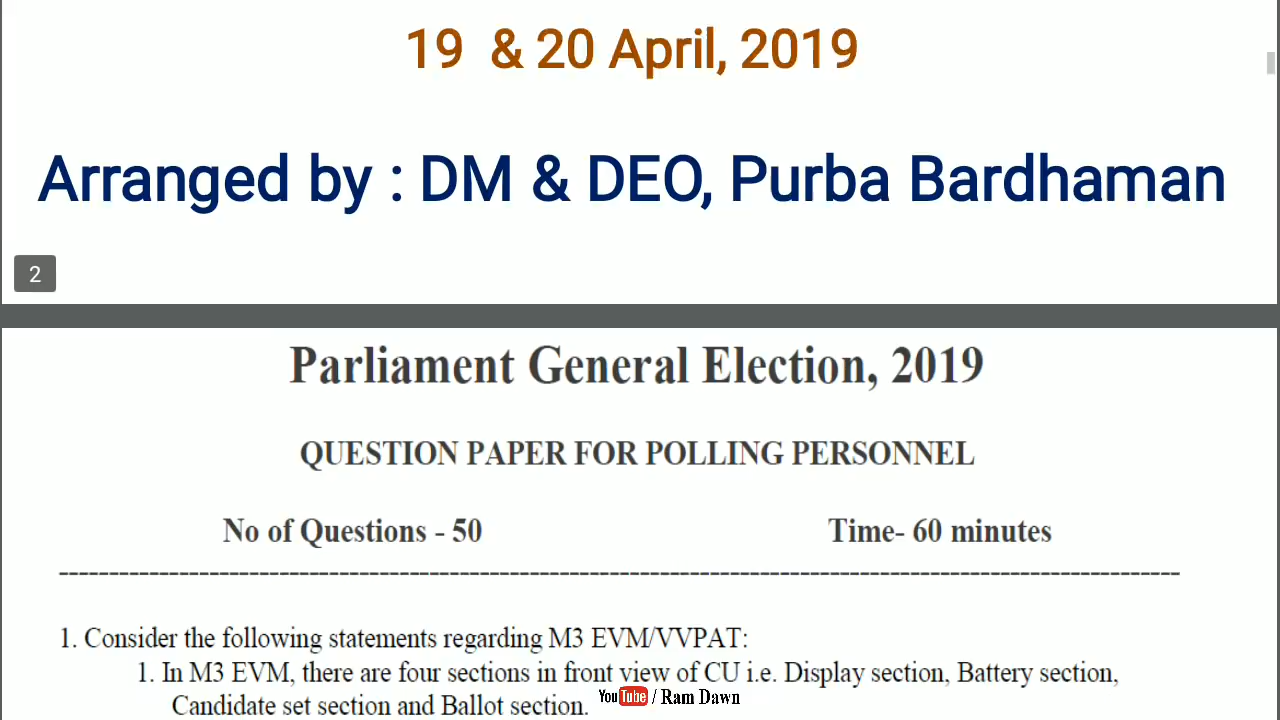 19 & 20 April, 2019
Arranged by : DM & DEO, Purba Bardhaman
2
Parliament General Election, 2019
QUESTION PAPER FOR POLLING PERSONNEL
No of Questions - 50 Time- 60 minutes
--------------------------------------------------------------------------------------------------------------------
1. Consider the following statements regarding M3 EVM/VVPAT:
1. In M3 EVM, there are four sections in front view of CU i.e. Display section, Battery section,
Candidate set section and Ballot section.
YouTube / Ram Dawn